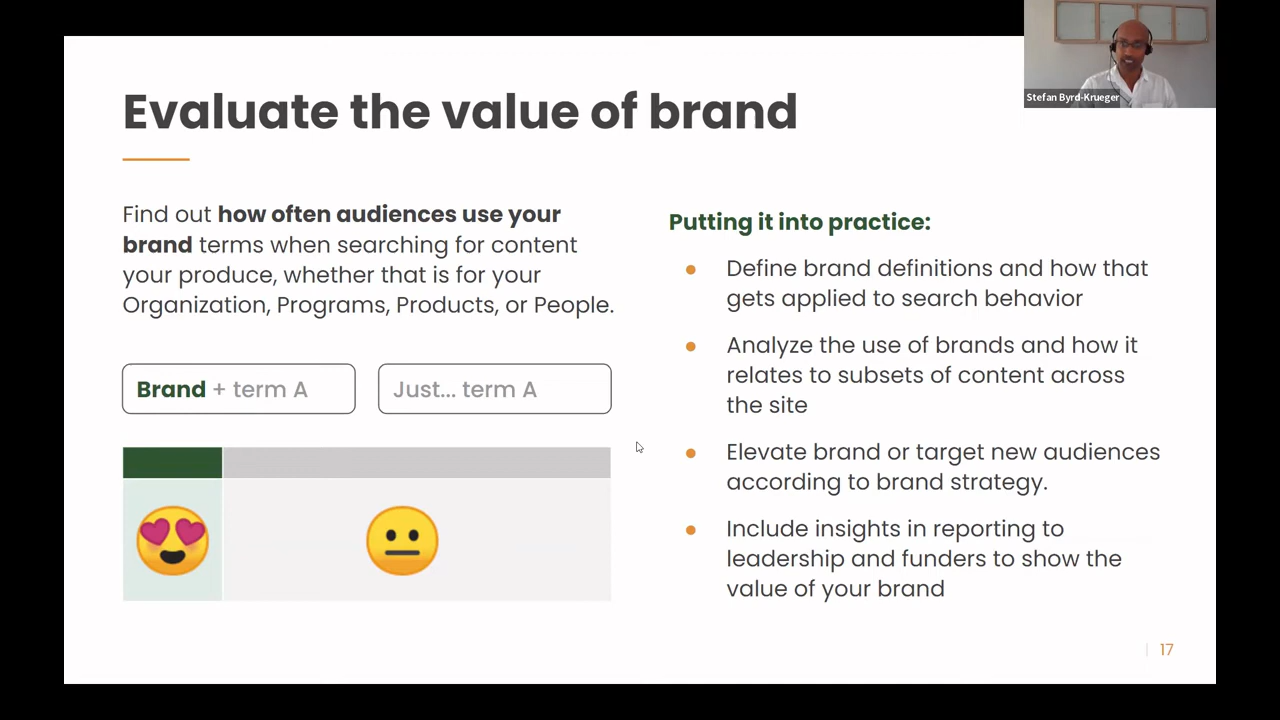 Stefan Byrd-Krueger
Evaluate the value of brand
Find out how often audiences use your
brand terms when searching for content
your produce, whether that is for your
Organization, Programs, Products, or People.
Brand + term A
Just... term A
Putting it into practice:
Define brand definitions and how that
gets applied to search behavior
Analyze the use of brands and how it
relates to subsets of content across
the site
Elevate brand or target new audiences
according to brand strategy.
Include insights in reporting to
leadership and funders to show the
value of your brand
17